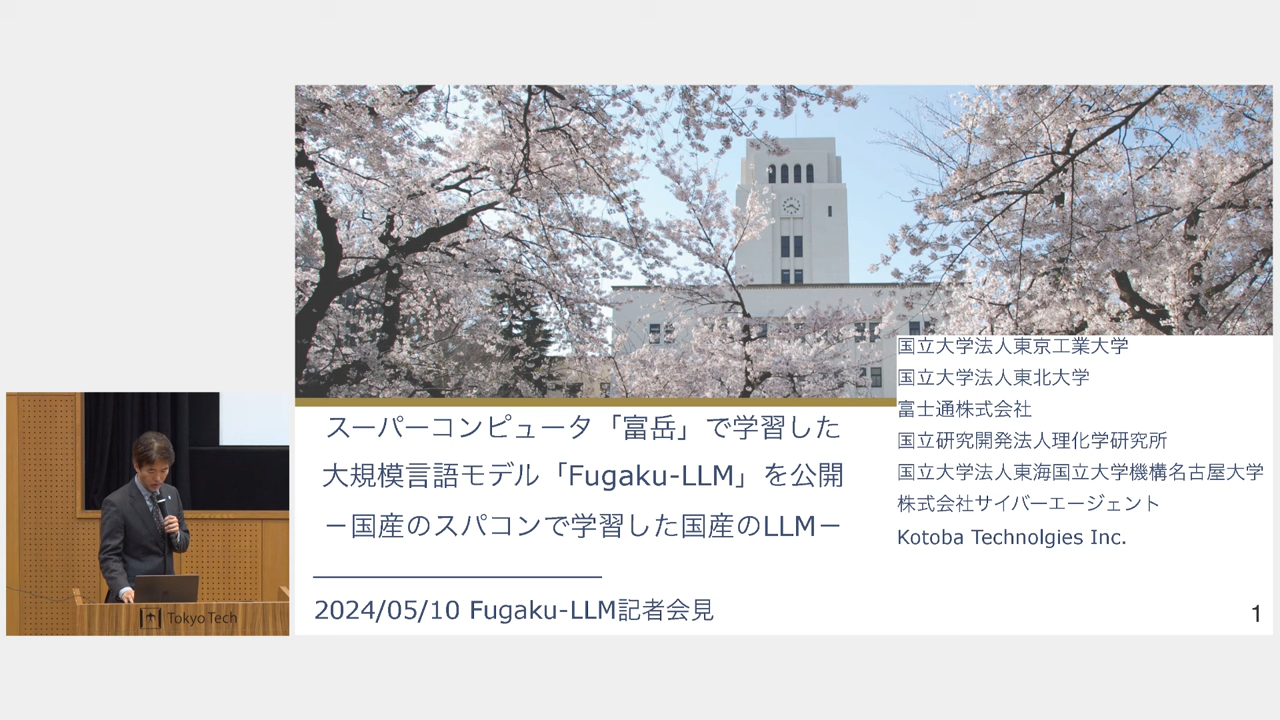 スーパーコンピュータ「富岳」で学習した
大規模言語モデル「Fugaku-LLM」を公開
－国産のスパコンで学習した国産のLLM－
2024/05/10 Fugaku-LLM記者会見
国立大学法人東京工業大学
国立大学法人東北大学
富士通株式会社
国立研究開発法人理化学研究所
国立大学法人東海国立大学機構名古屋大学
株式会社サイバーエージェント
Kotoba Technolgies Inc.
1
Tokyo Tech